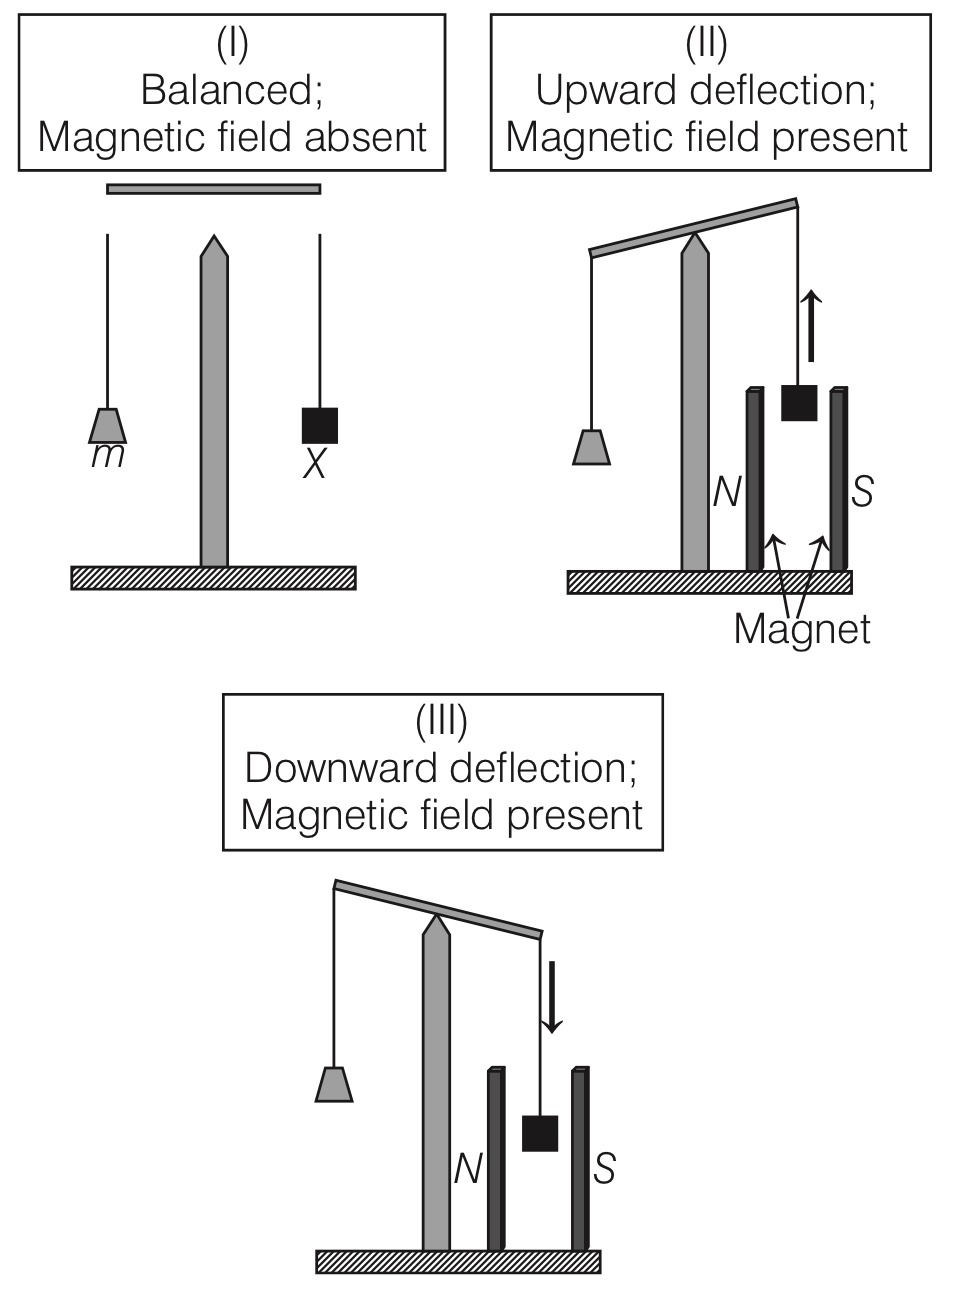 (I)
Balanced;
Magnetic field absent
m
X
(II)
Upward deflection;
Magnetic field present
N
S
Magnet
(III)
Downward deflection;
Magnetic field present
N
S